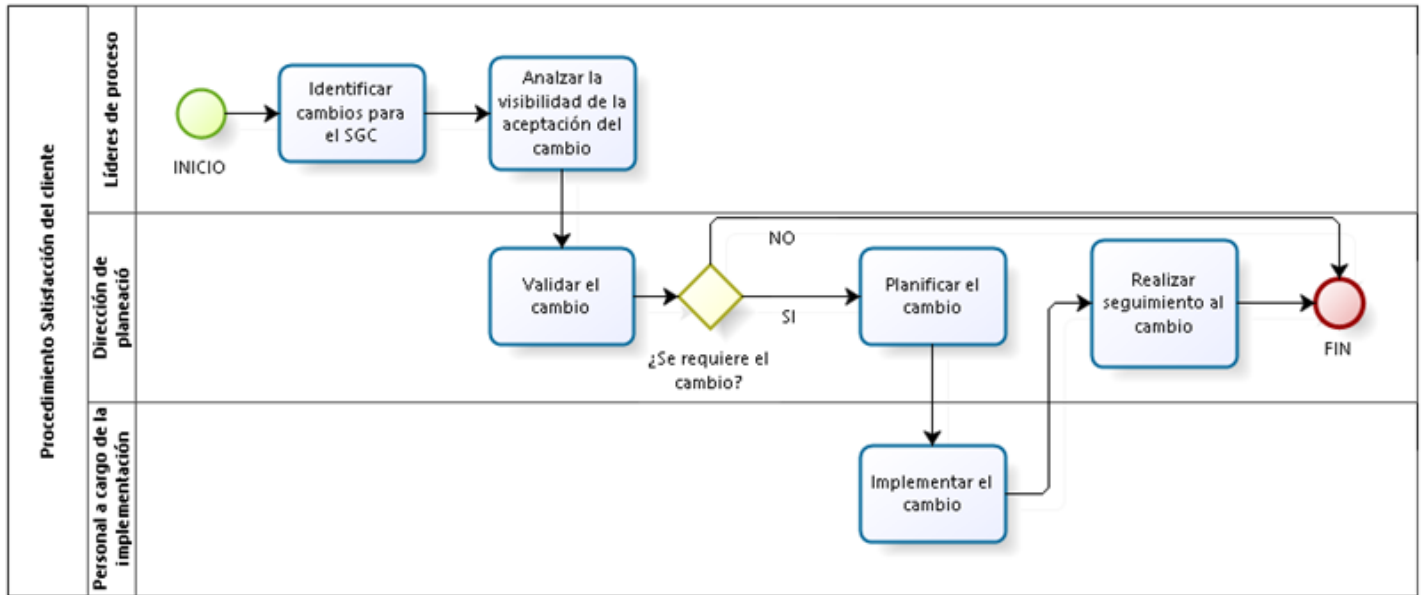 Procedimiento Satisfacción del cliente
Líderes de proceso
INICIO
Identificar
cambios para
el SGC
Analzar la
visibilidad de la
aceptación del
cambio
Dirección de
planeació
Validar el
cambio
¿Se requiere el
cambio?
NO
SI
Planificar el
cambio
Realizar
seguimiento al
cambio
FIN
Personal a cargo de la
implementación
Implementar el
cambio